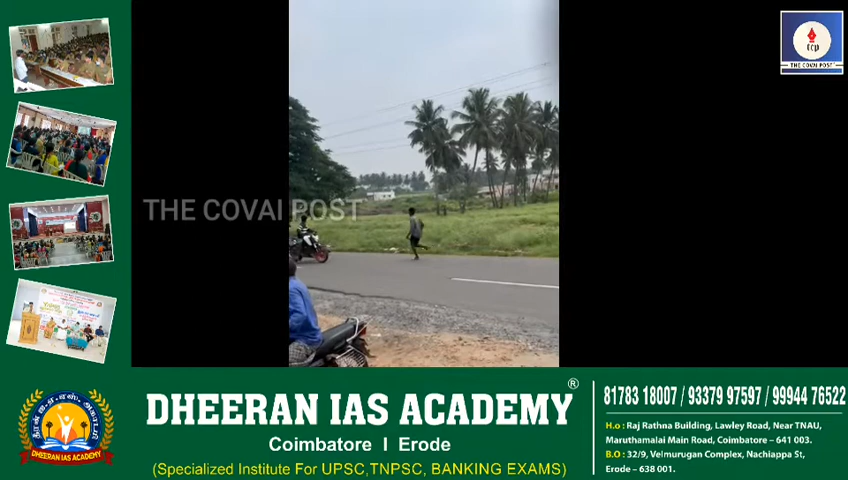 tcp
THE COVAI POST
THE COVAI POST
DHEERAN IAS ACADEMY
®
DHEERAN IAS ACADEMY
Coimbatore I Erode
(Specialized Institute For UPSC,TNPSC, BANKING EXAMS)
81783 18007 / 93379 97597 / 99944 76522
H.o : Raj Rathna Building, Lawley Road, Near TNAU,
Maruthamalai Main Road, Coimbatore – 641 003.
B.O : 32/9, Velmurugan Complex, Nachiappa St,
Erode – 638 001.